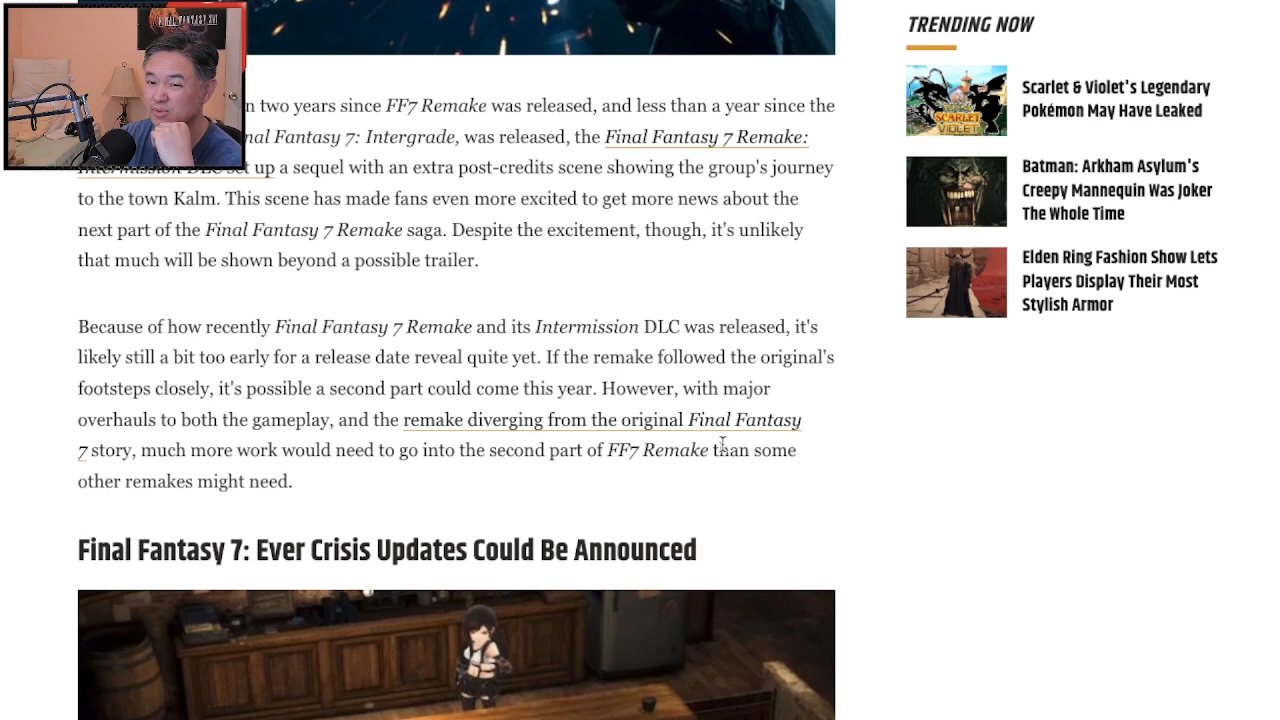 FINAL FANTASY XVI
n two years since FF7 Remake was released, and less than a year since the
nal Fantasy 7: Intergrade, was released, the Final Fantasy 7 Remake:
Intermission DLC set up a sequel with an extra post-credits scene showing the group's journey
to the town Kalm. This scene has made fans even more excited to get more news about the
next part of the Final Fantasy 7 Remake saga. Despite the excitement, though, it's unlikely
that much will be shown beyond a possible trailer.
Because of how recently Final Fantasy 7 Remake and its Intermission DLC was released, it's
likely still a bit too early for a release date reveal quite yet. If the remake followed the original's
footsteps closely, it's possible a second part could come this year. However, with major
overhauls to both the gameplay, and the remake diverging from the original Final Fantasy
7 story, much more work would need to go into the second part of FF7 Remake than some
other remakes might need.
Final Fantasy 7: Ever Crisis Updates Could Be Announced
TRENDING NOW
Scarlet & Violet's Legendary
Pokémon May Have Leaked
SCARLET
VIOLET
Batman: Arkham Asylum's
Creepy Mannequin Was Joker
The Whole Time
Elden Ring Fashion Show Lets
Players Display Their Most
Stylish Armor